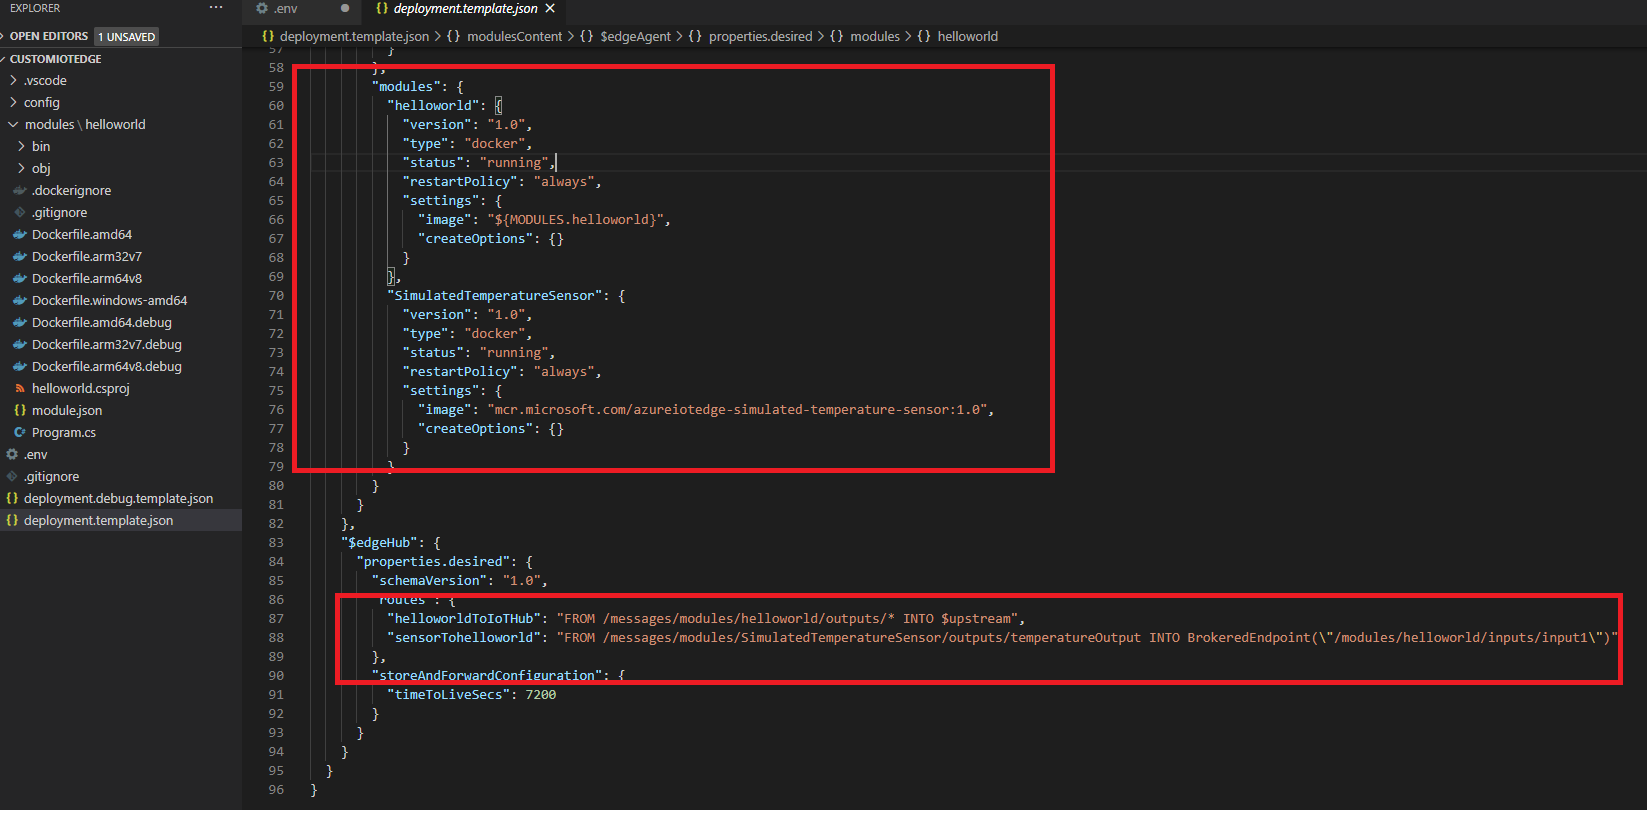 EXPLORER ···
OPEN EDITORS 1 UNSAVED
CUSTOMIOTEDGE
.vscode
config
modules \ helloworld
bin
obj
.dockerignore
.gitignore
Dockerfile.amd64
Dockerfile.arm32v7
Dockerfile.arm64v8
Dockerfile.windows-amd64
Dockerfile.amd64.debug
Dockerfile.arm32v7.debug
Dockerfile.arm64v8.debug
helloworld.csproj
{} module.json
C# Program.cs
.env
.gitignore
{} deployment.debug.template.json
{} deployment.template.json
.env ● {} deployment.template.json ×
{} deployment.template.json > {} modulesContent > {} $edgeAgent > {} properties.desired > {} modules > {} helloworld
57 }
58 },
59 "modules": {
60 "helloworld": {
61 "version": "1.0",
62 "type": "docker",
63 "status": "running",
64 "restartPolicy": "always",
65 "settings": {
66 "image": "${MODULES.helloworld}",
67 "createOptions": {}
68 }
69 },
70 "SimulatedTemperatureSensor": {
71 "version": "1.0",
72 "type": "docker",
73 "status": "running",
74 "restartPolicy": "always",
75 "settings": {
76 "image": "mcr.microsoft.com/azureiotedge-simulated-temperature-sensor:1.0",
77 "createOptions": {}
78 }
79 }
80 }
81 }
82 },
83 "$edgeHub": {
84 "properties.desired": {
85 "schemaVersion": "1.0",
86 "routes": {
87 "helloworldToIoTHub": "FROM /messages/modules/helloworld/outputs/* INTO $upstream",
88 "sensorTohelloworld": "FROM /messages/modules/SimulatedTemperatureSensor/outputs/temperatureOutput INTO BrokeredEndpoint(\"/modules/helloworld/inputs/input1\")"
89 },
90 "storeAndForwardConfiguration": {
91 "timeToLiveSecs": 7200
92 }
93 }
94 }
95 }
96 }